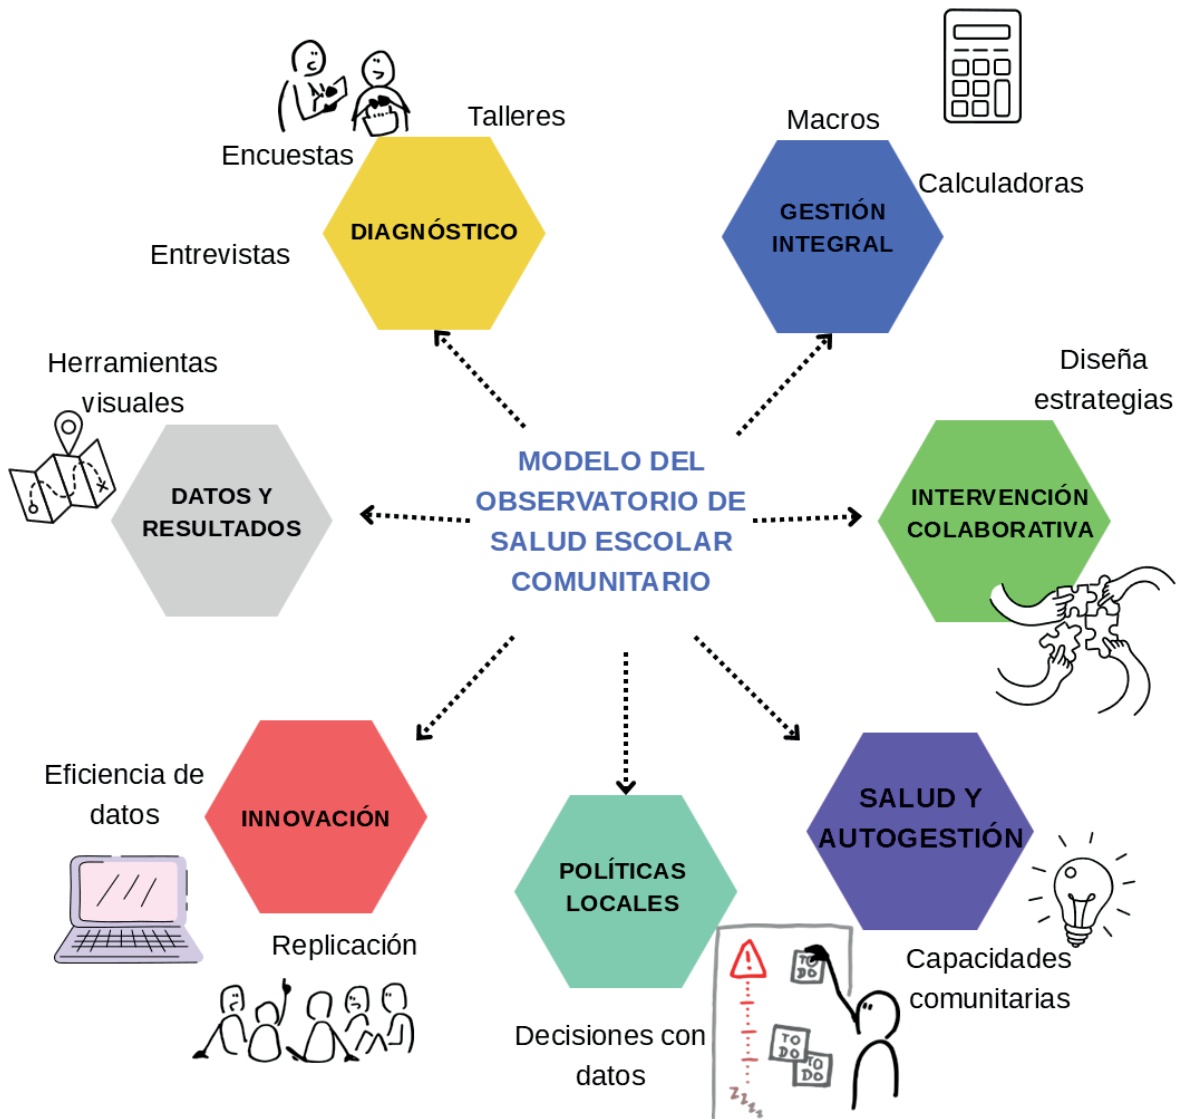 Talleres
Encuestas
Entrevistas
DIAGNÓSTICO
Macros
Calculadoras
GESTIÓN
INTEGRAL
Herramientas
visuales
DATOS Y
RESULTADOS
MODELO DEL
OBSERVATORIO DE
SALUD ESCOLAR
COMUNITARIO
Diseña
estrategias
INTERVENCIÓN
COLABORATIVA
Eficiencia de
datos
INNOVACIÓN
Replicación
POLÍTICAS
LOCALES
Decisiones con
datos
SALUD Y
AUTOGESTIÓN
Capacidades
comunitarias
!
TO
DO
TO
DO
TO
DO
zzzz